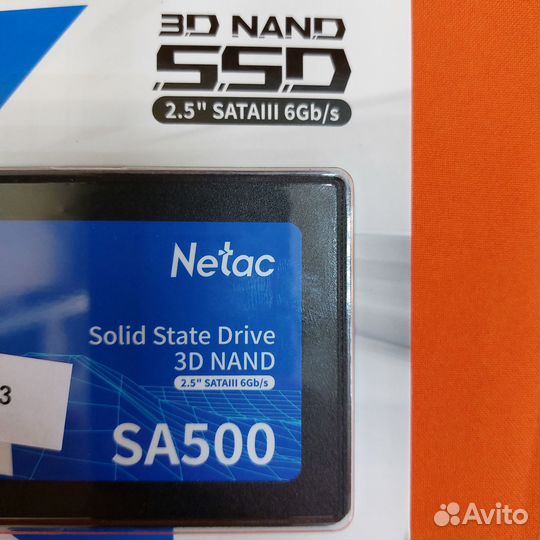 3D NAND
SSD
2.5" SATAIII 6Gb/s
Netac
Solid State Drive
3D NAND
2.5" SATAIII 6Gb/s
3
SA500
Avito